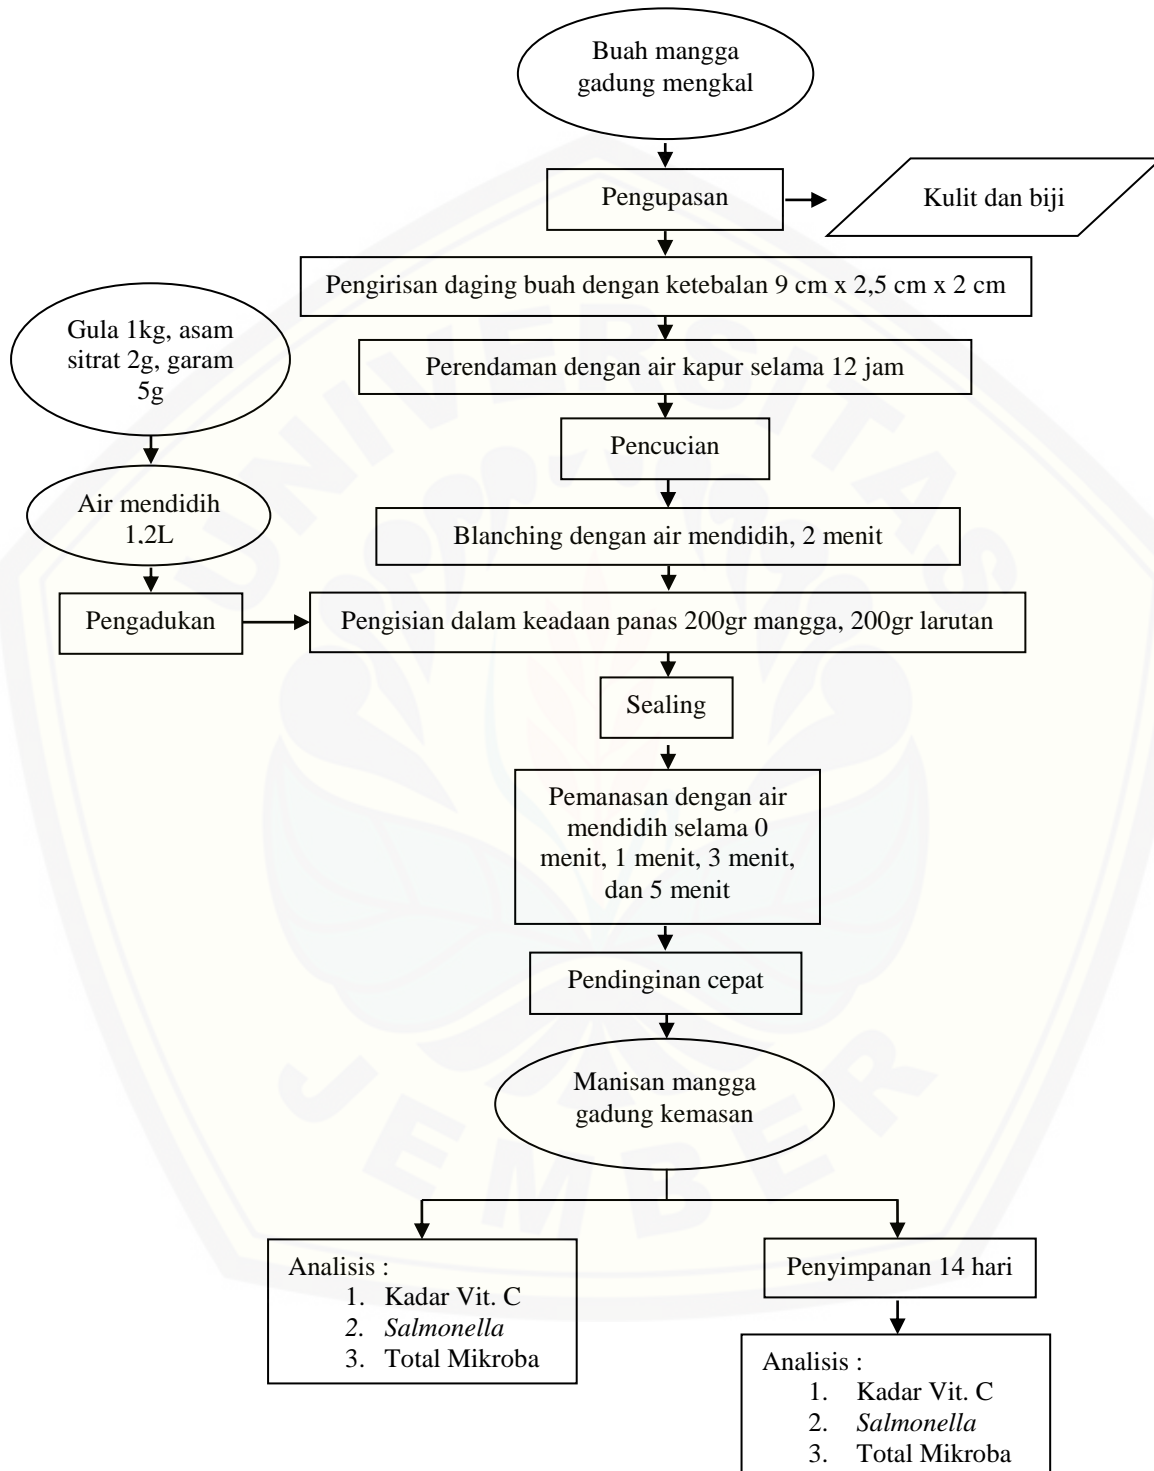 Buah mangga
gadung mengkal
Pengupasan
Kulit dan biji
Pengirisan daging buah dengan ketebalan 9 cm x 2,5 cm x 2 cm
Gula 1kg, asam
sitrat 2g, garam
5g
Perendaman dengan air kapur selama 12 jam
Pencucian
Air mendidih
1,2L
Blanching dengan air mendidih, 2 menit
Pengadukan
Pengisian dalam keadaan panas 200gr mangga, 200gr larutan
Sealing
Pemanasan dengan air
mendidih selama 0
menit, 1 menit, 3 menit,
dan 5 menit
Pendinginan cepat
Manisan mangga
gadung kemasan
Analisis :
1. Kadar Vit. C
2. Salmonella
3. Total Mikroba
Penyimpanan 14 hari
Analisis :
1. Kadar Vit. C
2. Salmonella
3. Total Mikroba
UNIVERSITAS
JEMBER